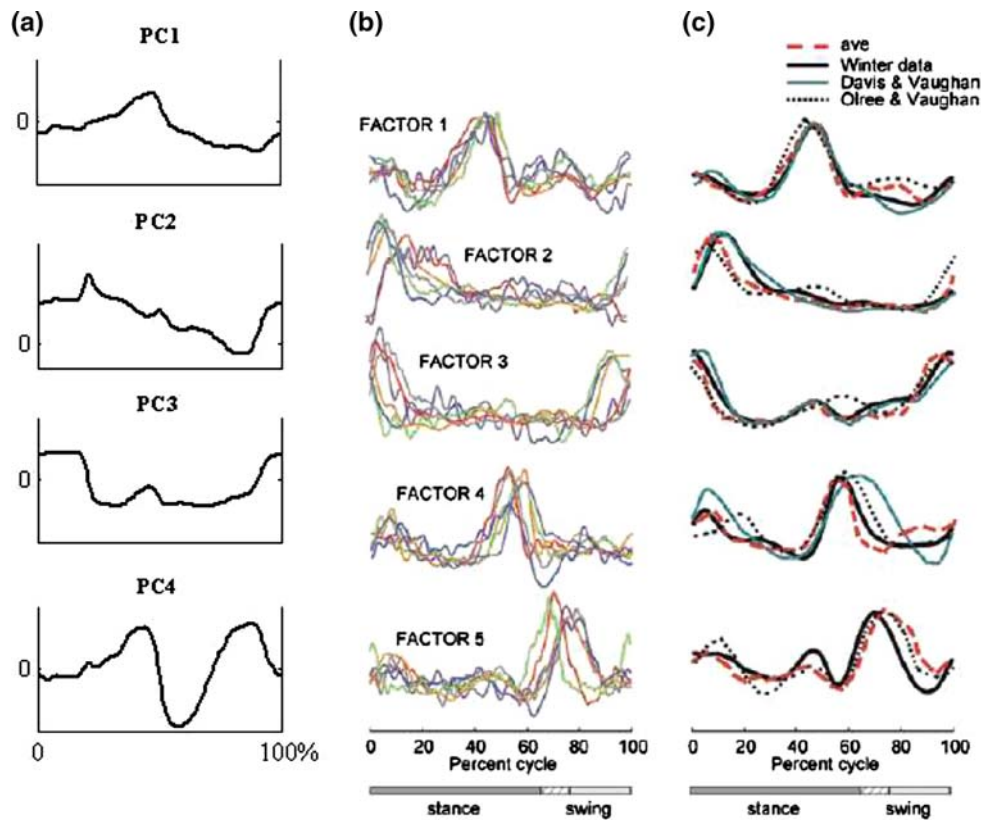 (a)
PC1
0
PC2
0
PC3
0
PC4
0
0 100%
(b)
FACTOR 1
FACTOR 2
FACTOR 3
FACTOR 4
FACTOR 5
0 20 40 60 80 100
Percent cycle
stance swing
(c)
ave
Winter data
Davis & Vaughan
Olree & Vaughan
0 20 40 60 80 100
Percent cycle
stance swing